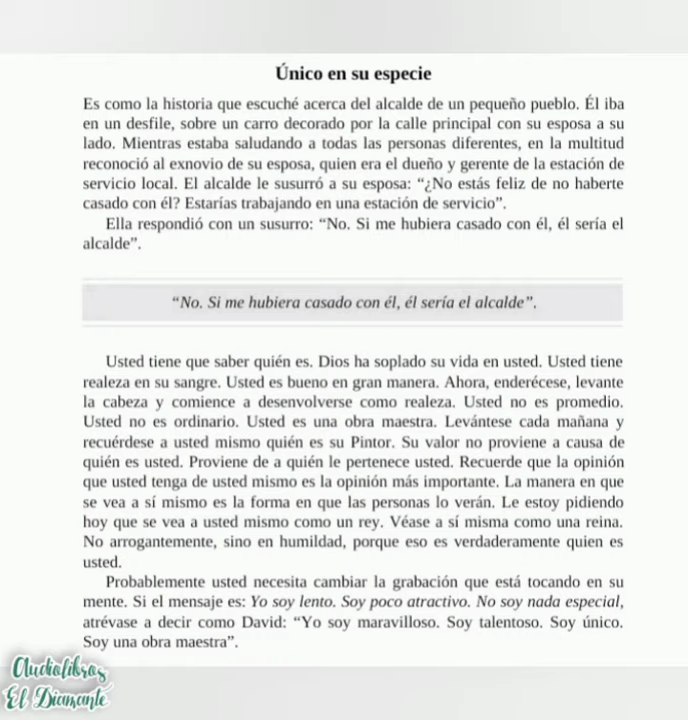 Único en su especie
Es como la historia que escuché acerca del alcalde de un pequeño pueblo. Él iba
en un desfile, sobre un carro decorado por la calle principal con su esposa a su
lado. Mientras estaba saludando a todas las personas diferentes, en la multitud
reconoció al exnovio de su esposa, quien era el dueño y gerente de la estación de
servicio local. El alcalde le susurró a su esposa: “¿No estás feliz de no haberte
casado con él? Estarías trabajando en una estación de servicio”.
Ella respondió con un susurro: “No. Si me hubiera casado con él, él sería el
alcalde”.
“No. Si me hubiera casado con él, él sería el alcalde”.
Usted tiene que saber quién es. Dios ha soplado su vida en usted. Usted tiene
realeza en su sangre. Usted es bueno en gran manera. Ahora, enderécese, levante
la cabeza y comience a desenvolverse como realeza. Usted no es promedio.
Usted no es ordinario. Usted es una obra maestra. Levántese cada mañana y
recuérdese a usted mismo quién es su Pintor. Su valor no proviene a causa de
quién es usted. Proviene de a quién le pertenece usted. Recuerde que la opinión
que usted tenga de usted mismo es la opinión más importante. La manera en que
se vea a sí mismo es la forma en que las personas lo verán. Le estoy pidiendo
hoy que se vea a usted mismo como un rey. Véase a sí misma como una reina.
No arrogantemente, sino en humildad, porque eso es verdaderamente quien es
usted.
Probablemente usted necesita cambiar la grabación que está tocando en su
mente. Si el mensaje es: Yo soy lento. Soy poco atractivo. No soy nada especial,
atrévase a decir como David: “Yo soy maravilloso. Soy talentoso. Soy único.
Soy una obra maestra”.
Audiolibros
El Diamante